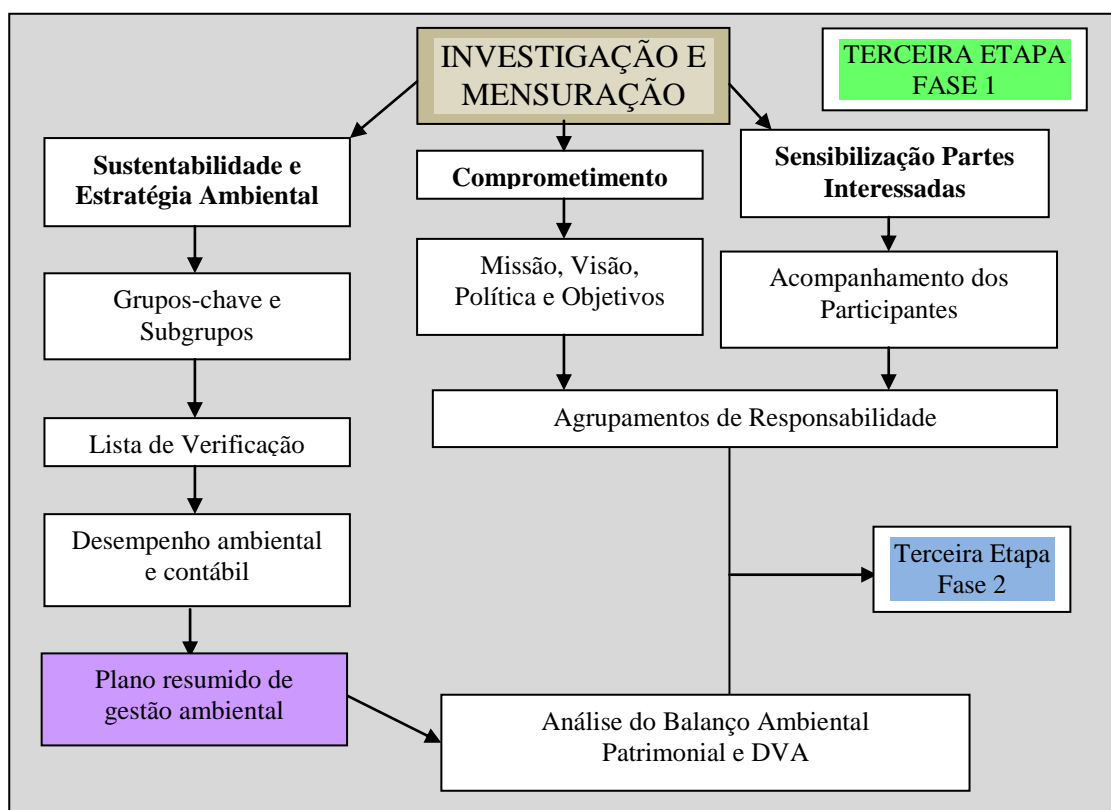 INVESTIGAÇÃO E
MENSURAÇÃO
TERCEIRA ETAPA
FASE 1
Sustentabilidade e
Estratégia Ambiental
Comprometimento
Sensibilização Partes
Interessadas
Grupos-chave e
Subgrupos
Missão, Visão,
Política e Objetivos
Acompanhamento dos
Participantes
Lista de Verificação
Agrupamentos de Responsabilidade
Desempenho ambiental
e contábil
Terceira Etapa
Fase 2
Plano resumido de
gestão ambiental
Análise do Balanço Ambiental
Patrimonial e DVA